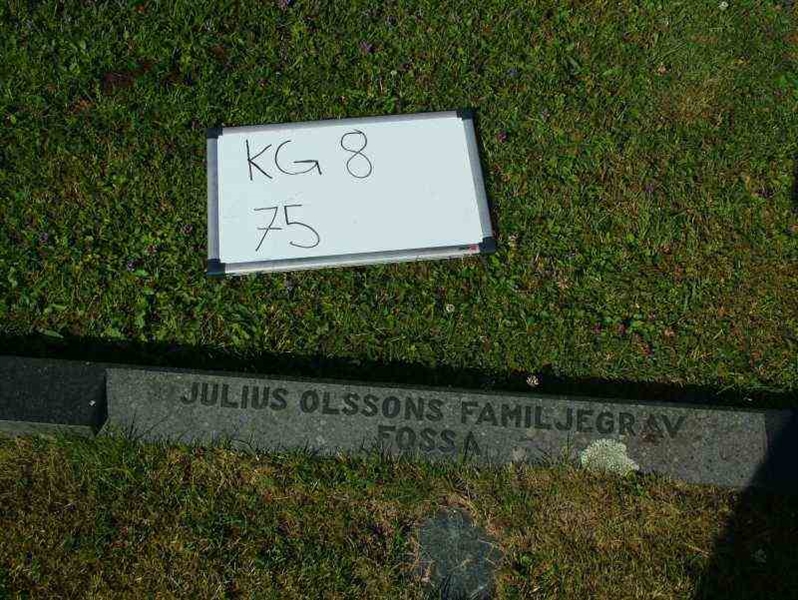 KG 8
75
JULIUS OLSSONS FAMILJEGRAV
FOSSA